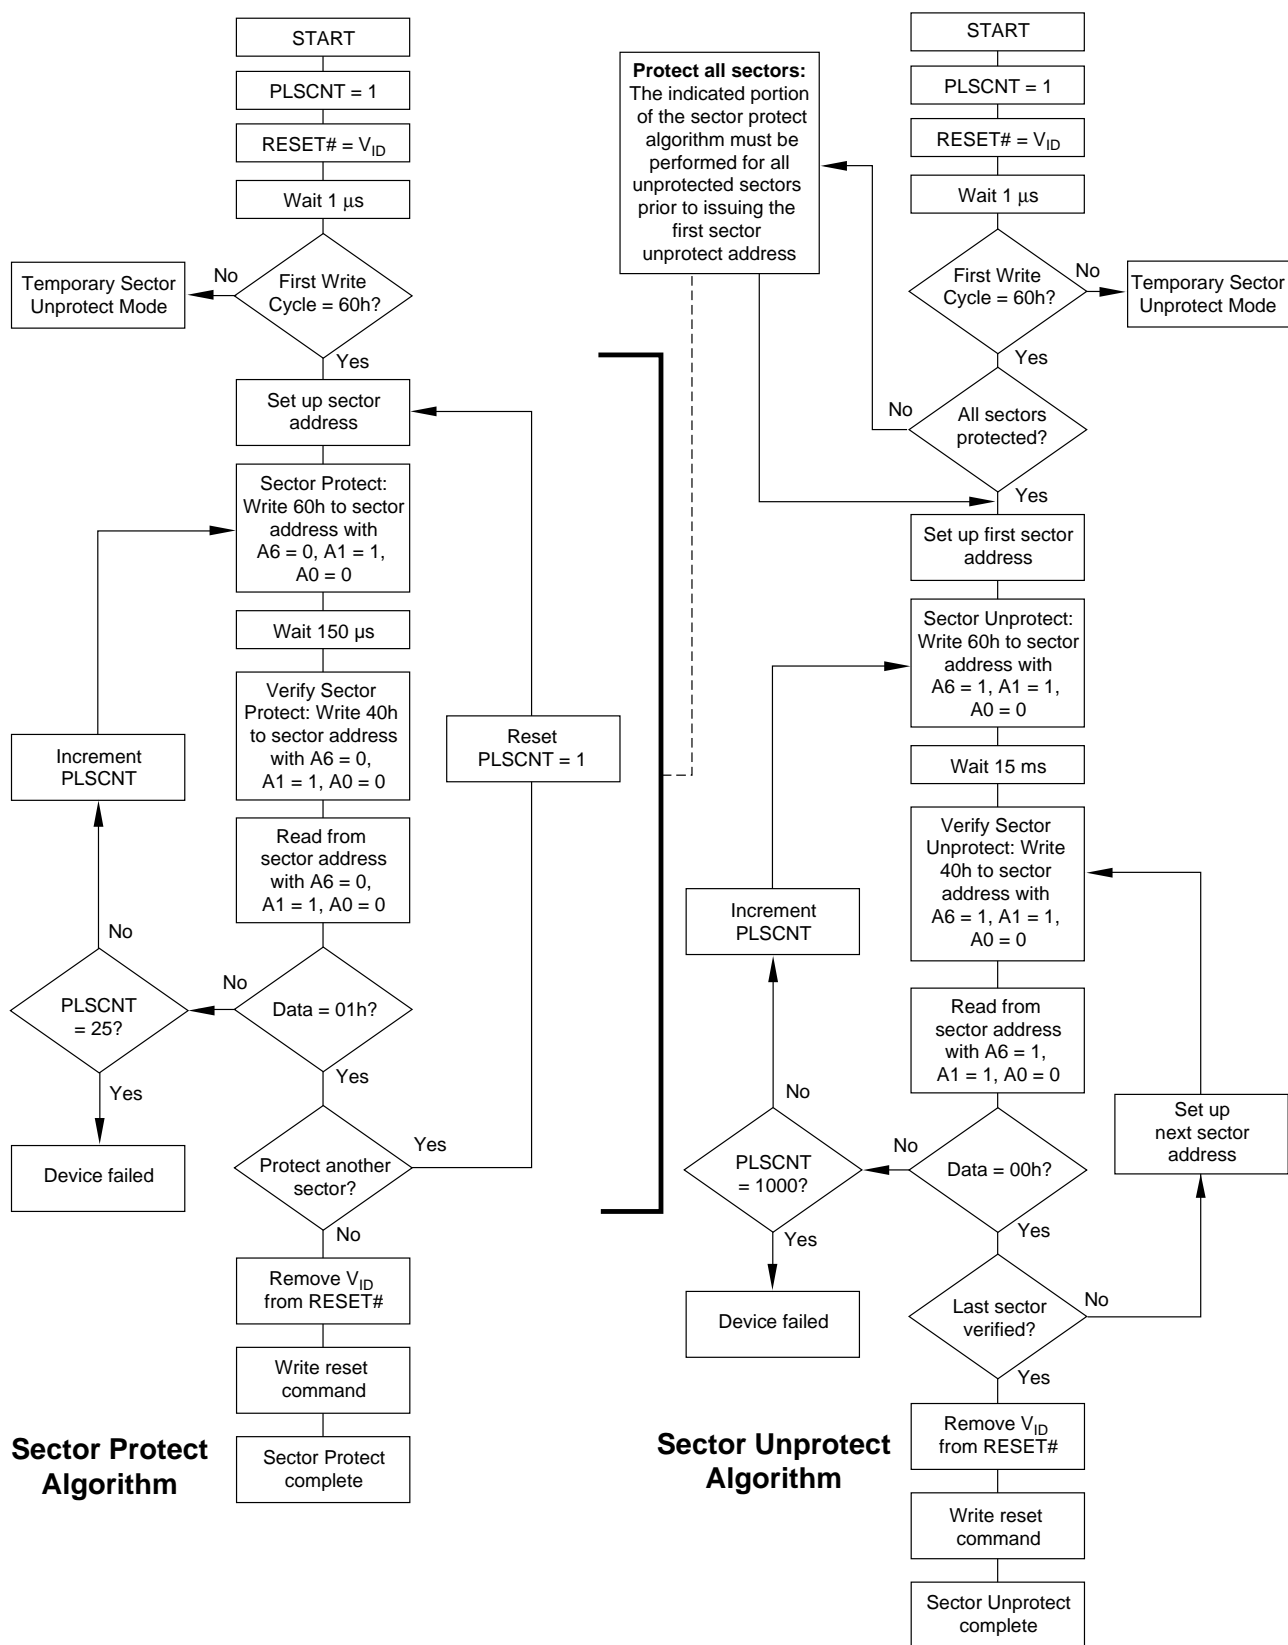 START
PLSCNT = 1
RESET# = VID
Wait 1 μs
First Write
Cycle = 60h?
No
Temporary Sector
Unprotect Mode
Yes
Set up sector
address
Sector Protect:
Write 60h to sector
address with
A6 = 0, A1 = 1,
A0 = 0
Wait 150 µs
Verify Sector
Protect: Write 40h
to sector address
with A6 = 0,
A1 = 1, A0 = 0
Reset
PLSCNT = 1
Increment
PLSCNT
Read from
sector address
with A6 = 0,
A1 = 1, A0 = 0
No
No
PLSCNT
= 25?
Data = 01h?
Yes
Yes
Device failed
Yes
Protect another
sector?
No
Remove VID
from RESET#
Write reset
command
Sector Protect
complete
Sector Protect
Algorithm
Protect all sectors:
The indicated portion
of the sector protect
algorithm must be
performed for all
unprotected sectors
prior to issuing the
first sector
unprotect address
START
PLSCNT = 1
RESET# = VID
Wait 1 μs
First Write
Cycle = 60h?
No
Temporary Sector
Unprotect Mode
Yes
No
All sectors
protected?
Yes
Set up first sector
address
Sector Unprotect:
Write 60h to sector
address with
A6 = 1, A1 = 1,
A0 = 0
Wait 15 ms
Verify Sector
Unprotect: Write
40h to sector
address with
A6 = 1, A1 = 1,
A0 = 0
Increment
PLSCNT
Read from
sector address
with A6 = 1,
A1 = 1, A0 = 0
No
No
Set up
next sector
address
PLSCNT
= 1000?
Data = 00h?
Yes
Yes
Device failed
Last sector
verified?
No
Yes
Remove VID
from RESET#
Write reset
command
Sector Unprotect
complete
Sector Unprotect
Algorithm